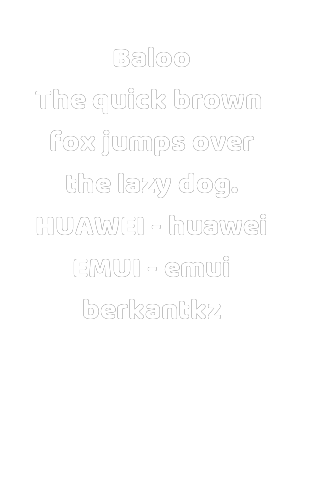 Baloo
The quick brown
fox jumps over
the lazy dog.
HUAWEI - huawei
EMUI - emui
berkantkz